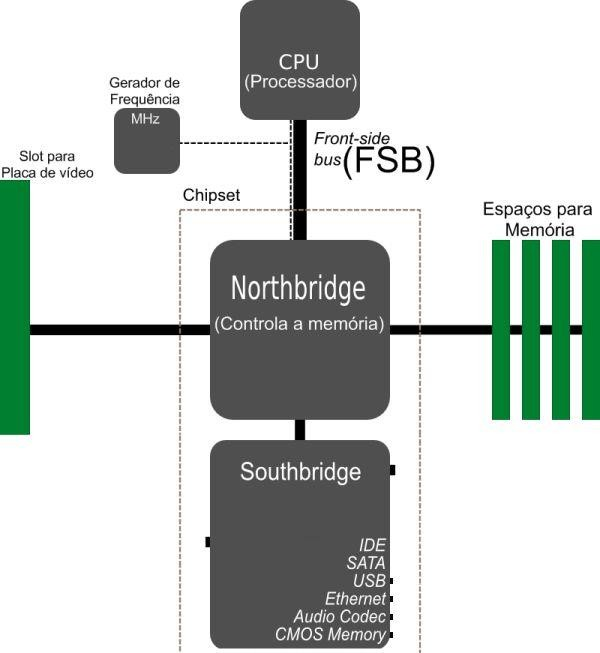 CPU
(Processador)
Gerador de
Frequência
MHz
Front-side
bus(FSB)
Slot para
Placa de vídeo
Chipset
Espaços para
Memória
Northbridge
(Controla a memória)
Southbridge
IDE
SATA
USB
Ethernet
Audio Codec
CMOS Memory